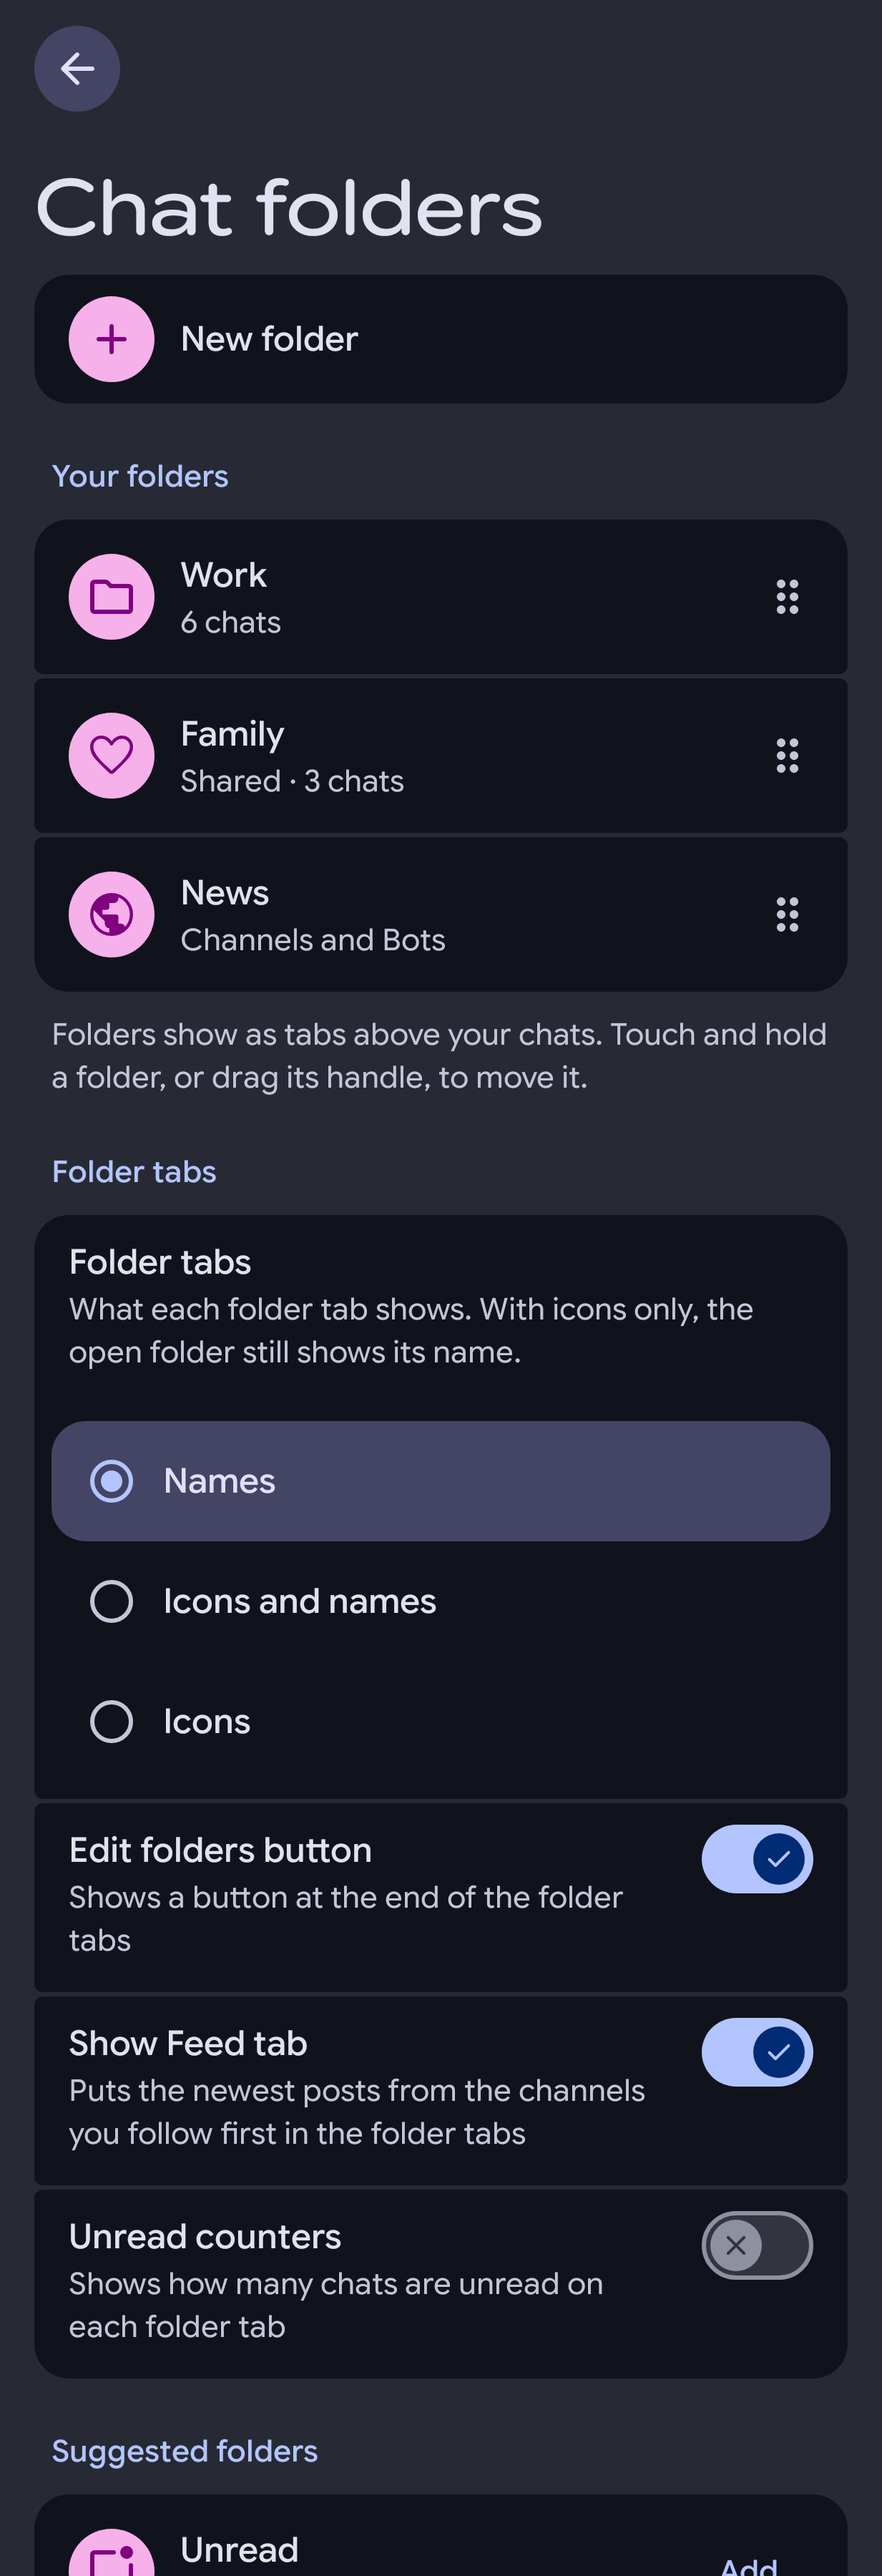 Chat folders
New folder
Your folders
Work
6 chats
Family
Shared · 3 chats
News
Channels and Bots
Folders show as tabs above your chats. Touch and hold
a folder, or drag its handle, to move it.
Folder tabs
Folder tabs
What each folder tab shows. With icons only, the
open folder still shows its name.
Names
Icons and names
Icons
Edit folders button
Shows a button at the end of the folder
tabs
Show Feed tab
Puts the newest posts from the channels
you follow first in the folder tabs
Unread counters
Shows how many chats are unread on
each folder tab
Suggested folders
Unread
Add